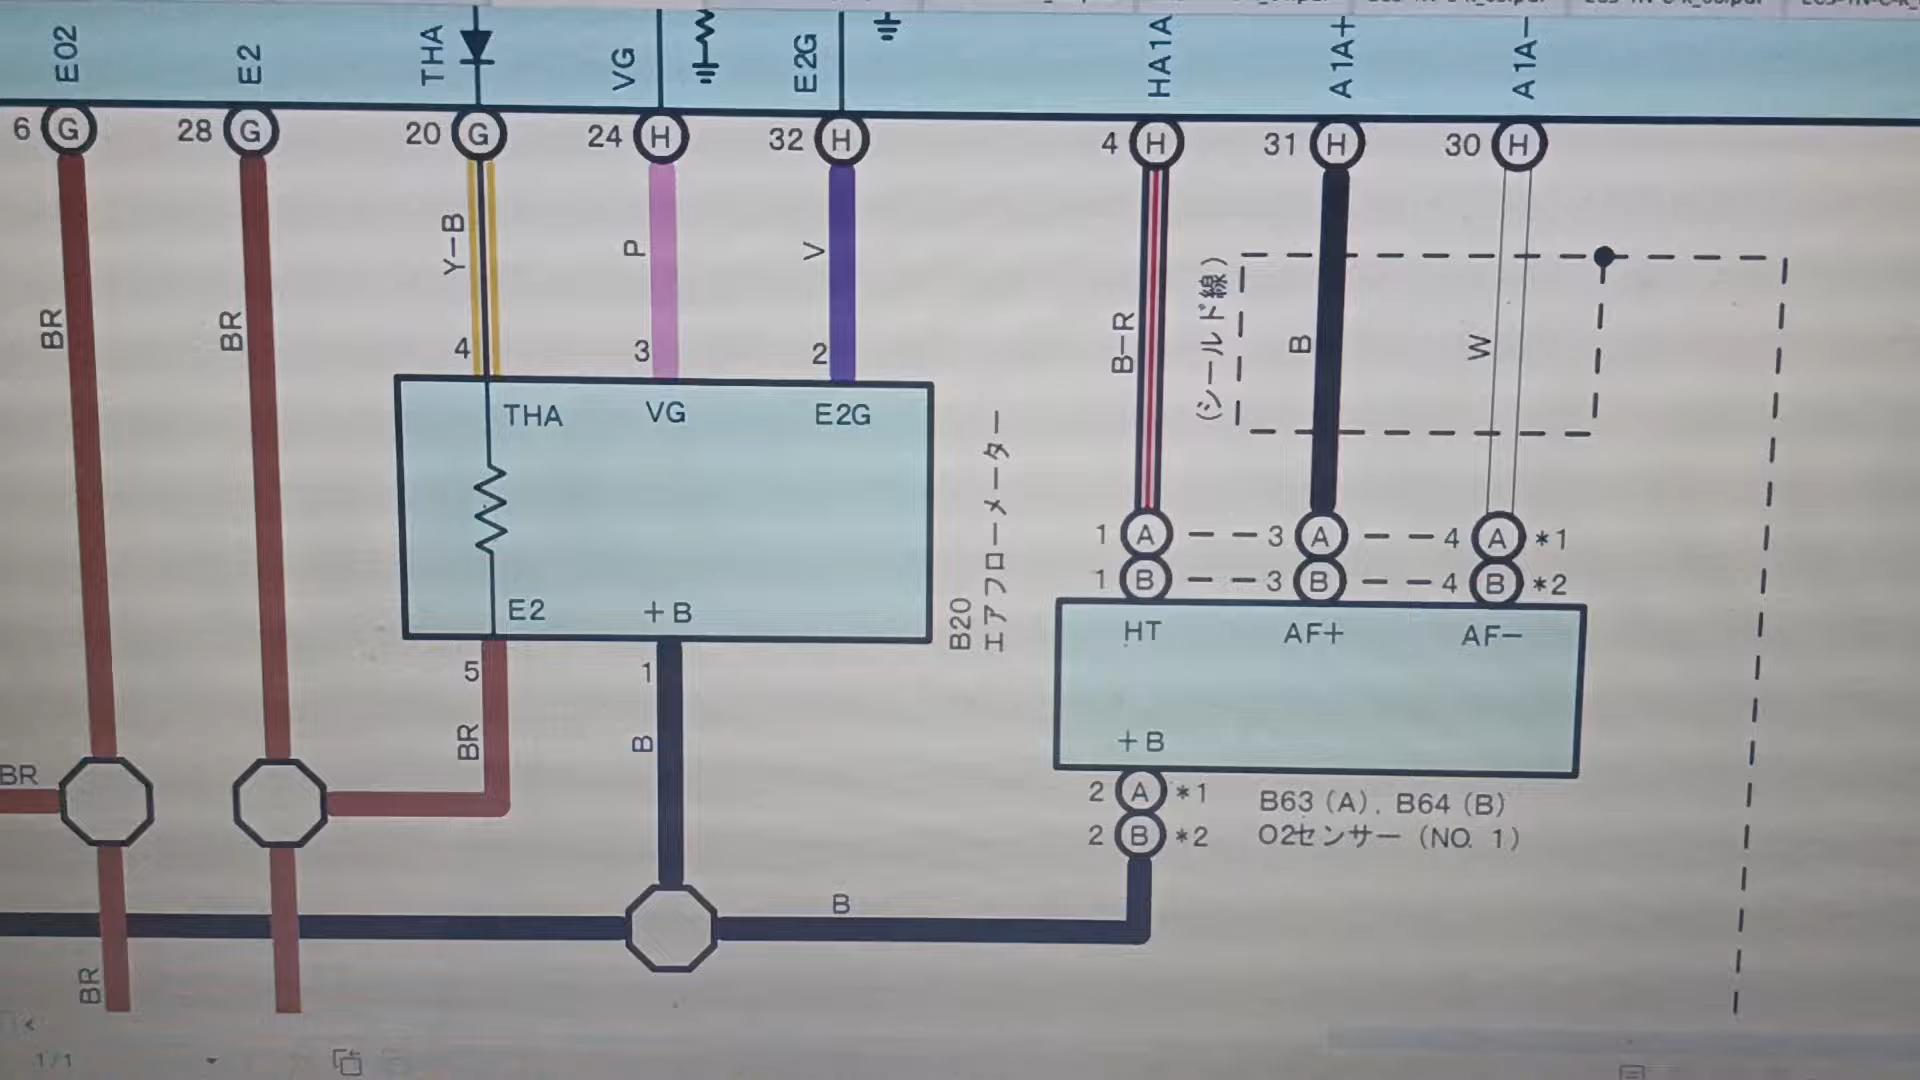 EO2
E2
THA
VG
E2G
HA1A
A1A+
A1A−
6 G
28 G
20 G
24 H
32 H
4 H
31 H
30 H
BR
BR
Y−B
P
V
B−R
(シールド線)
B
W
4
3
2
THA
VG
E2G
E2
+B
B20
エアフローメーター
1 A
3 A
4 A *1
1 B
3 B
4 B *2
HT
AF+
AF−
+B
5
1
BR
B
BR
2 A *1
2 B *2
B63 (A), B64 (B)
O2センサー (NO. 1)
B
BR
1/1